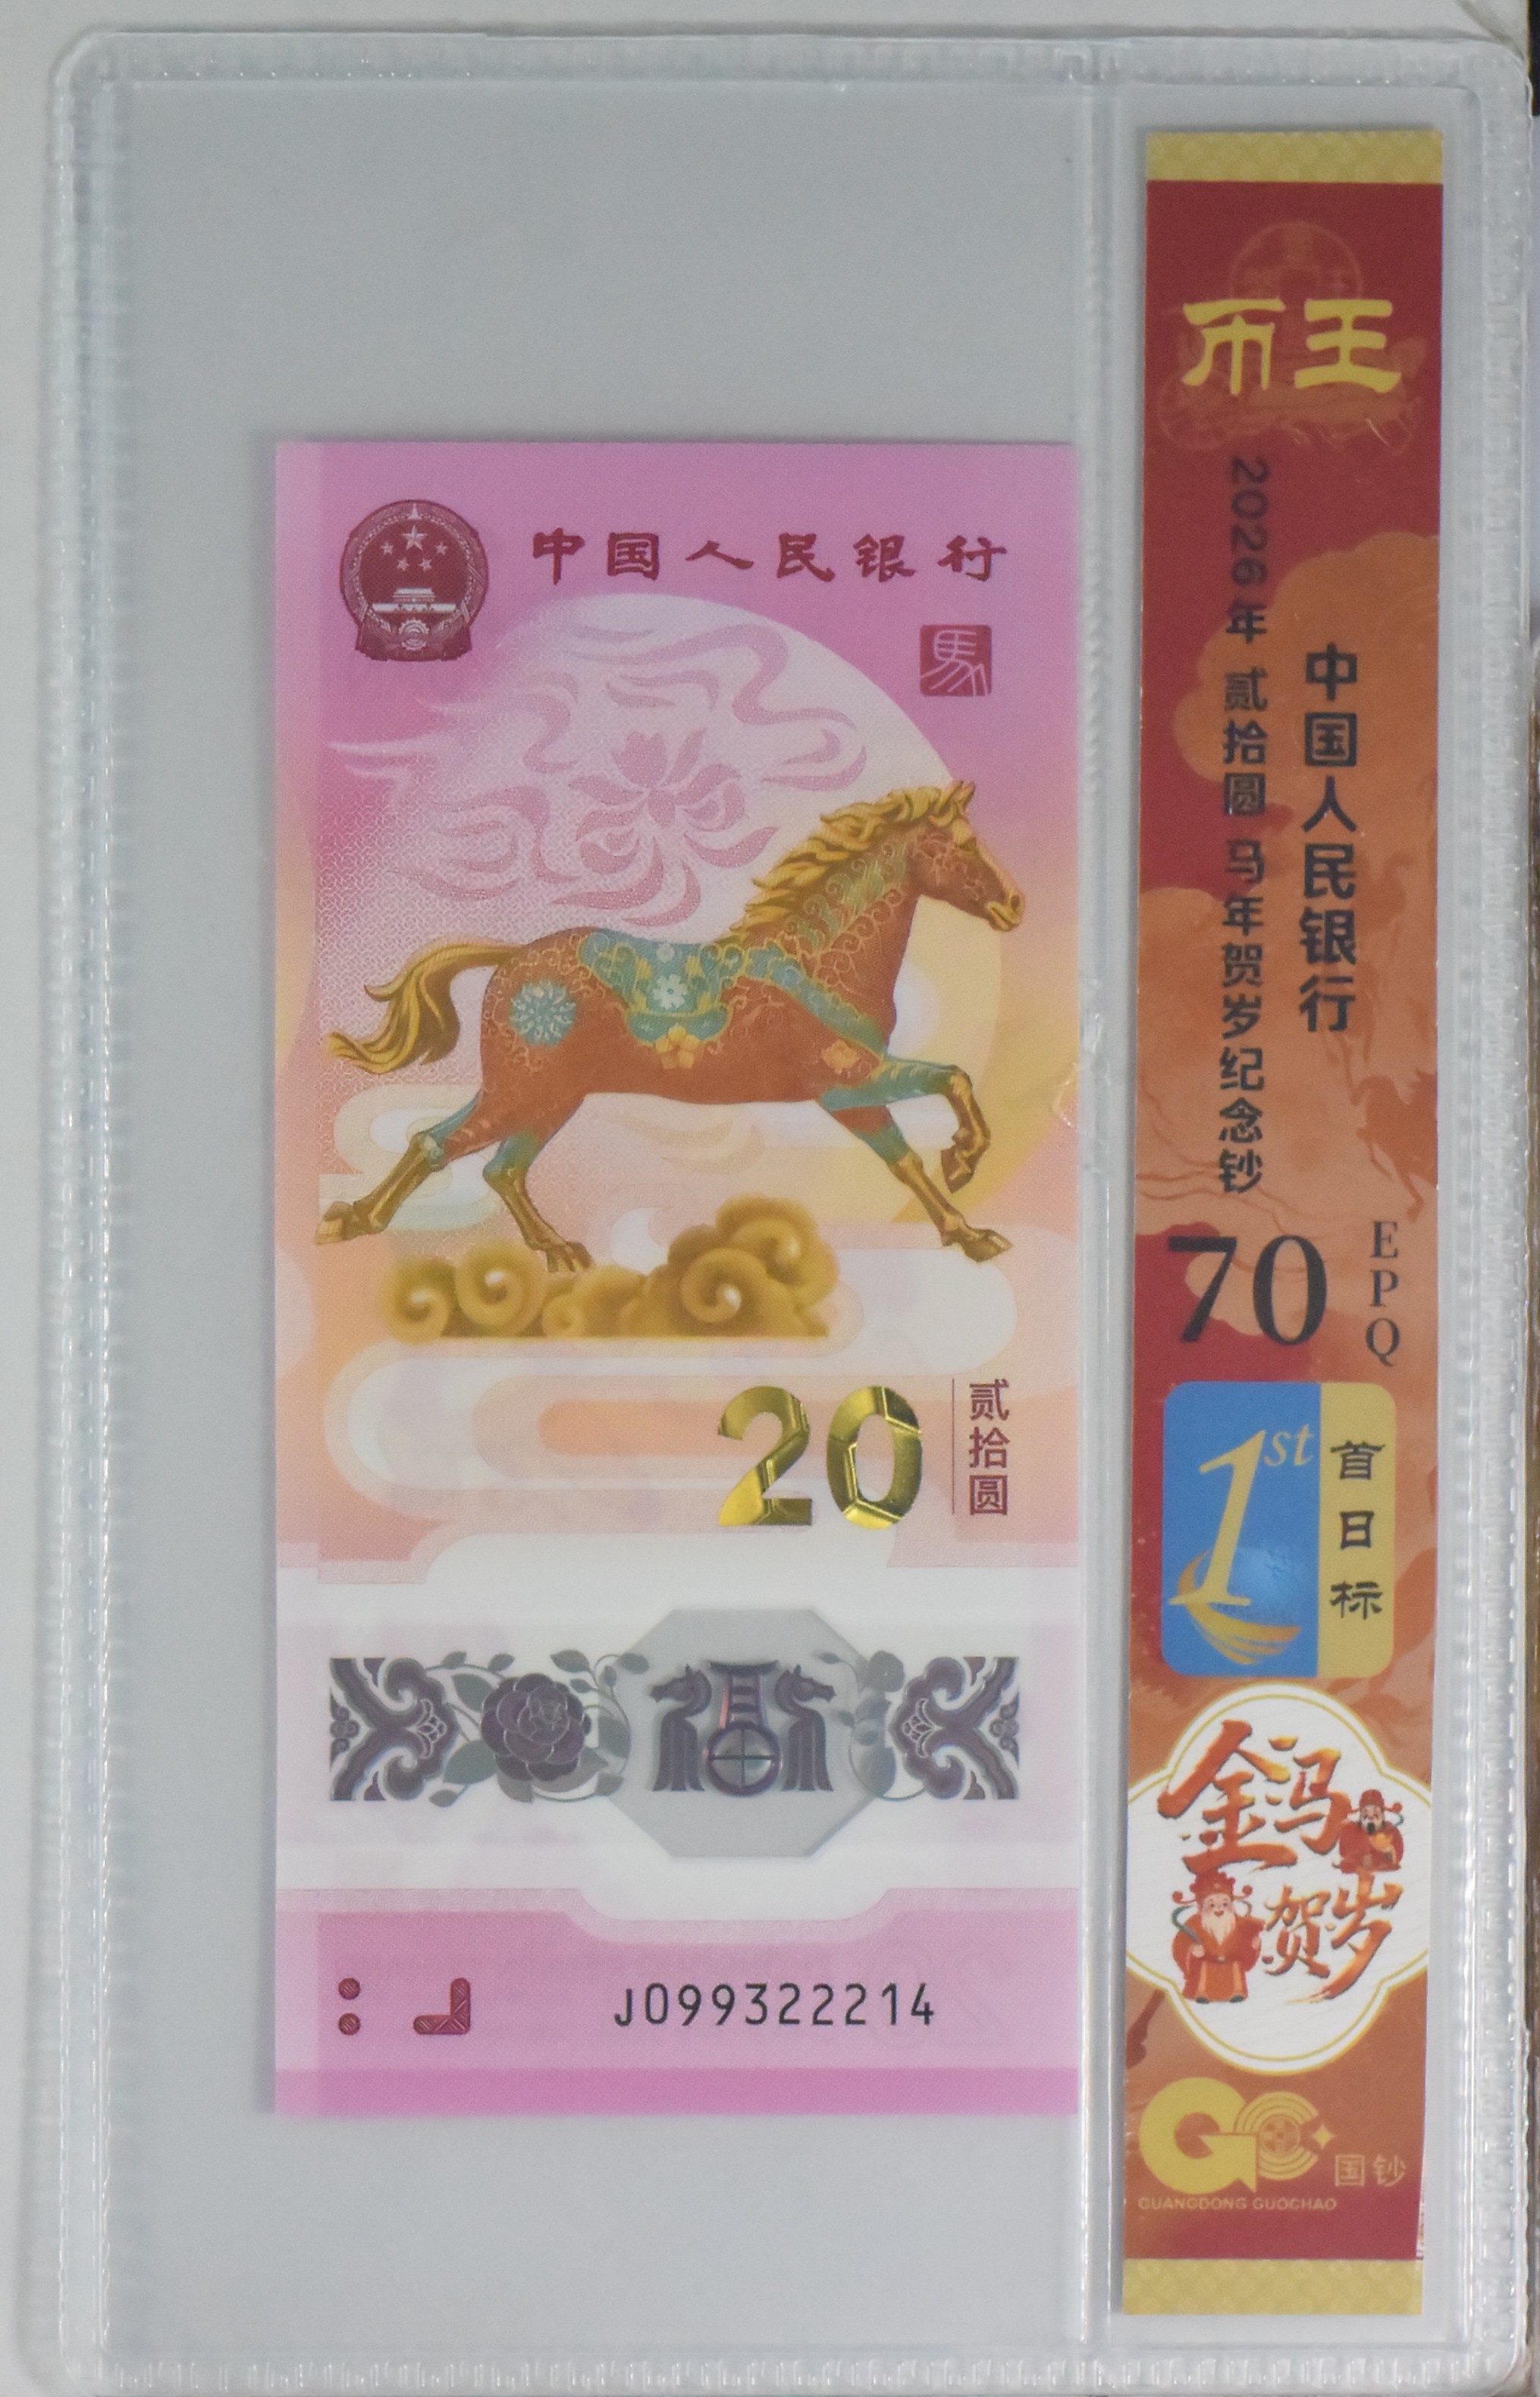 中国人民银行
馬
20
贰拾圆
J099322214
币王
中国人民银行
2026年 贰拾圆 马年贺岁纪念钞
70
EPQ
1st
首日标
金马
贺岁
GC
国钞
GUANGDONG GUOCHAO